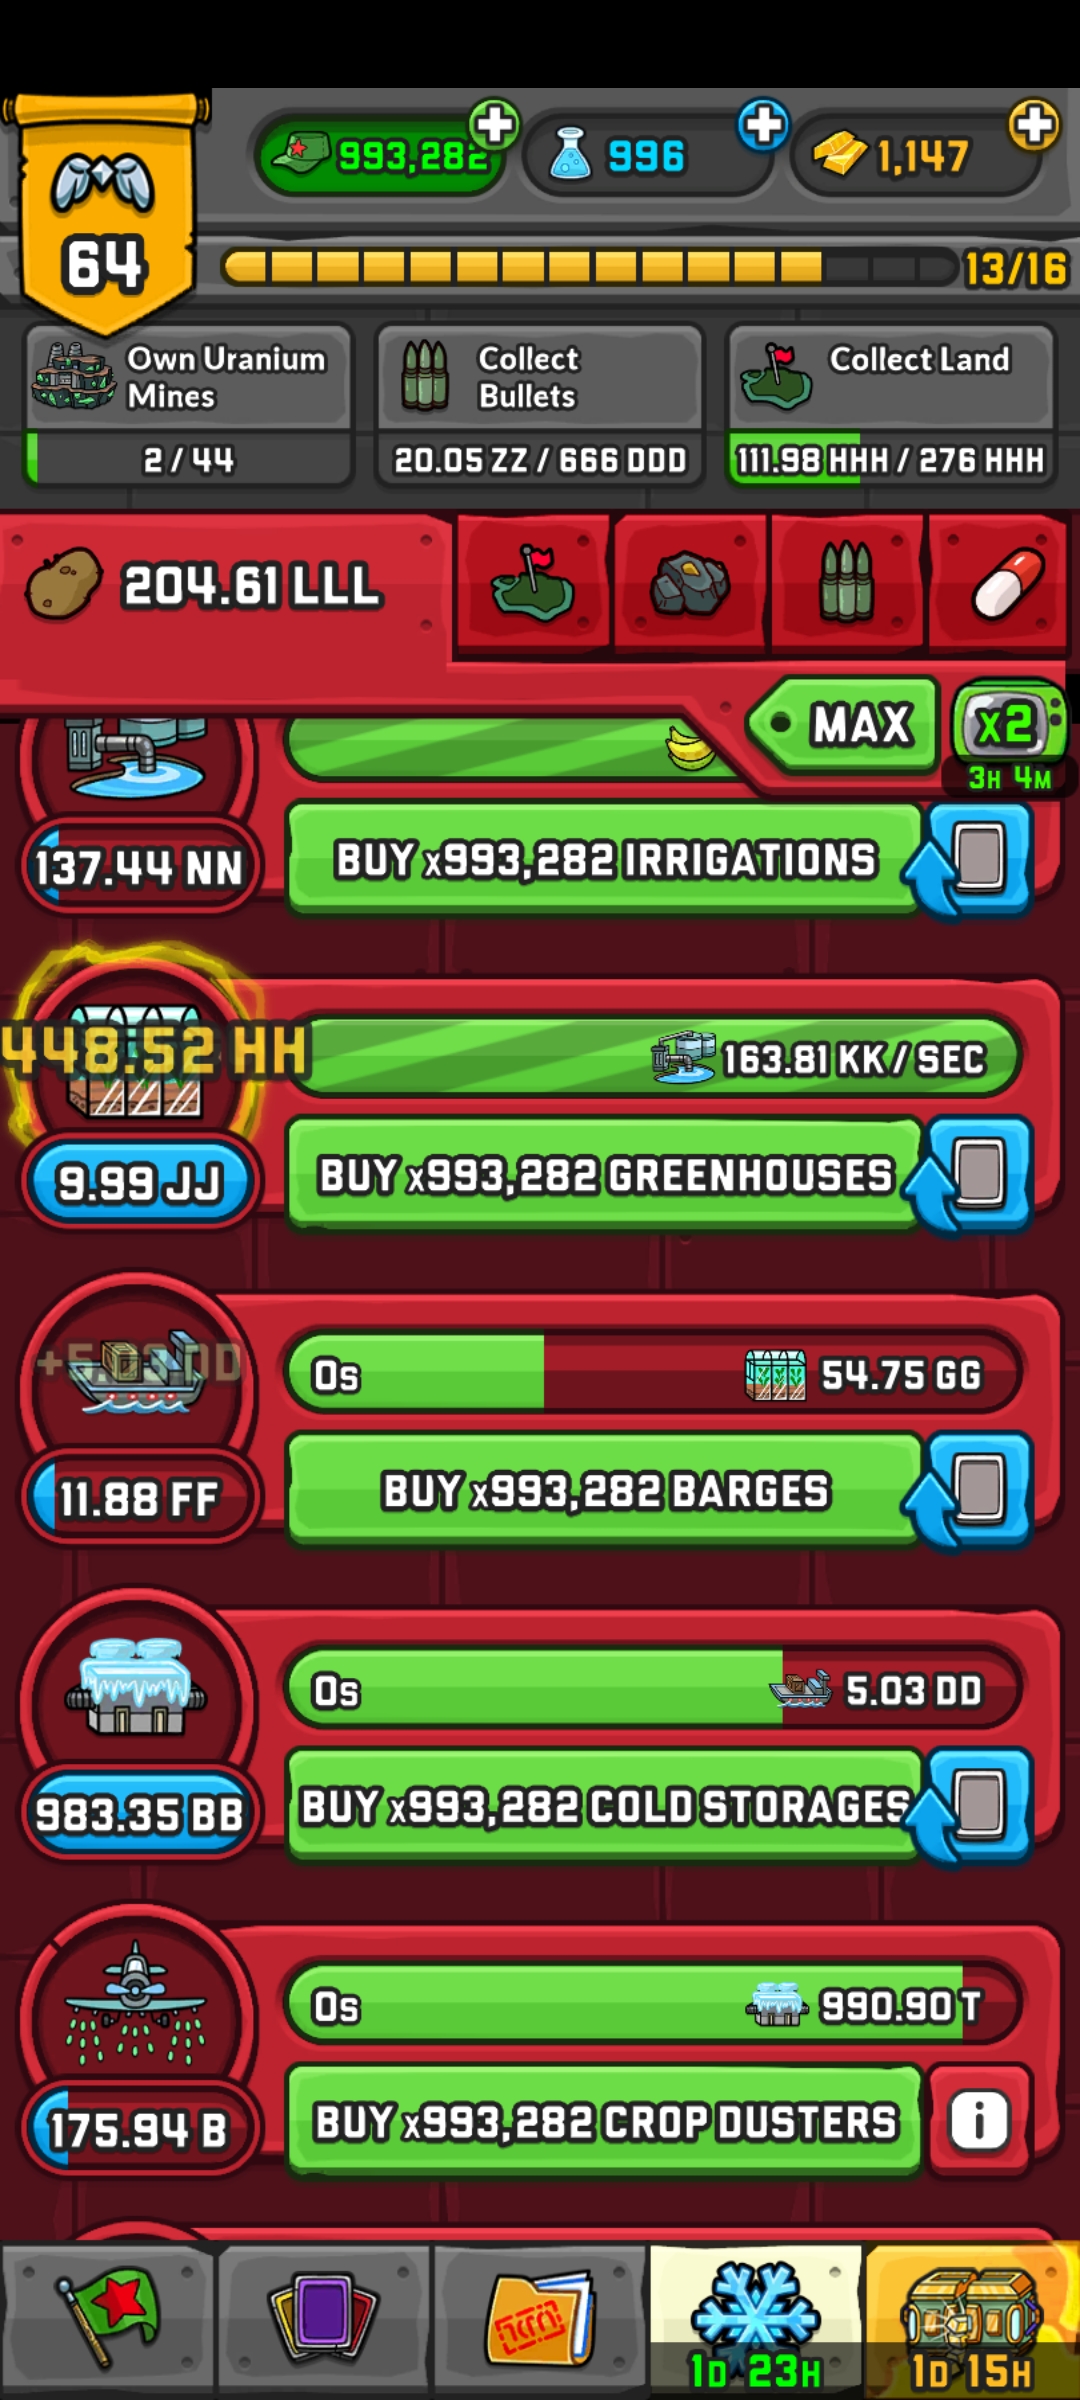 993,282
996
1,147
64
13/16
Own Uranium
Mines
2 / 44
Collect
Bullets
20.05 ZZ / 666 DDD
Collect Land
111.98 HHH / 276 HHH
204.61 LLL
MAX
x2
3H 4M
137.44 NN
BUY x993,282 IRRIGATIONS
448.52 HH
163.81 KK / SEC
9.99 JJ
BUY x993,282 GREENHOUSES
0s
54.75 GG
11.88 FF
BUY x993,282 BARGES
0s
5.03 DD
983.35 BB
BUY x993,282 COLD STORAGES
0s
990.90 T
175.94 B
BUY x993,282 CROP DUSTERS
i
1D 23H
1D 15H